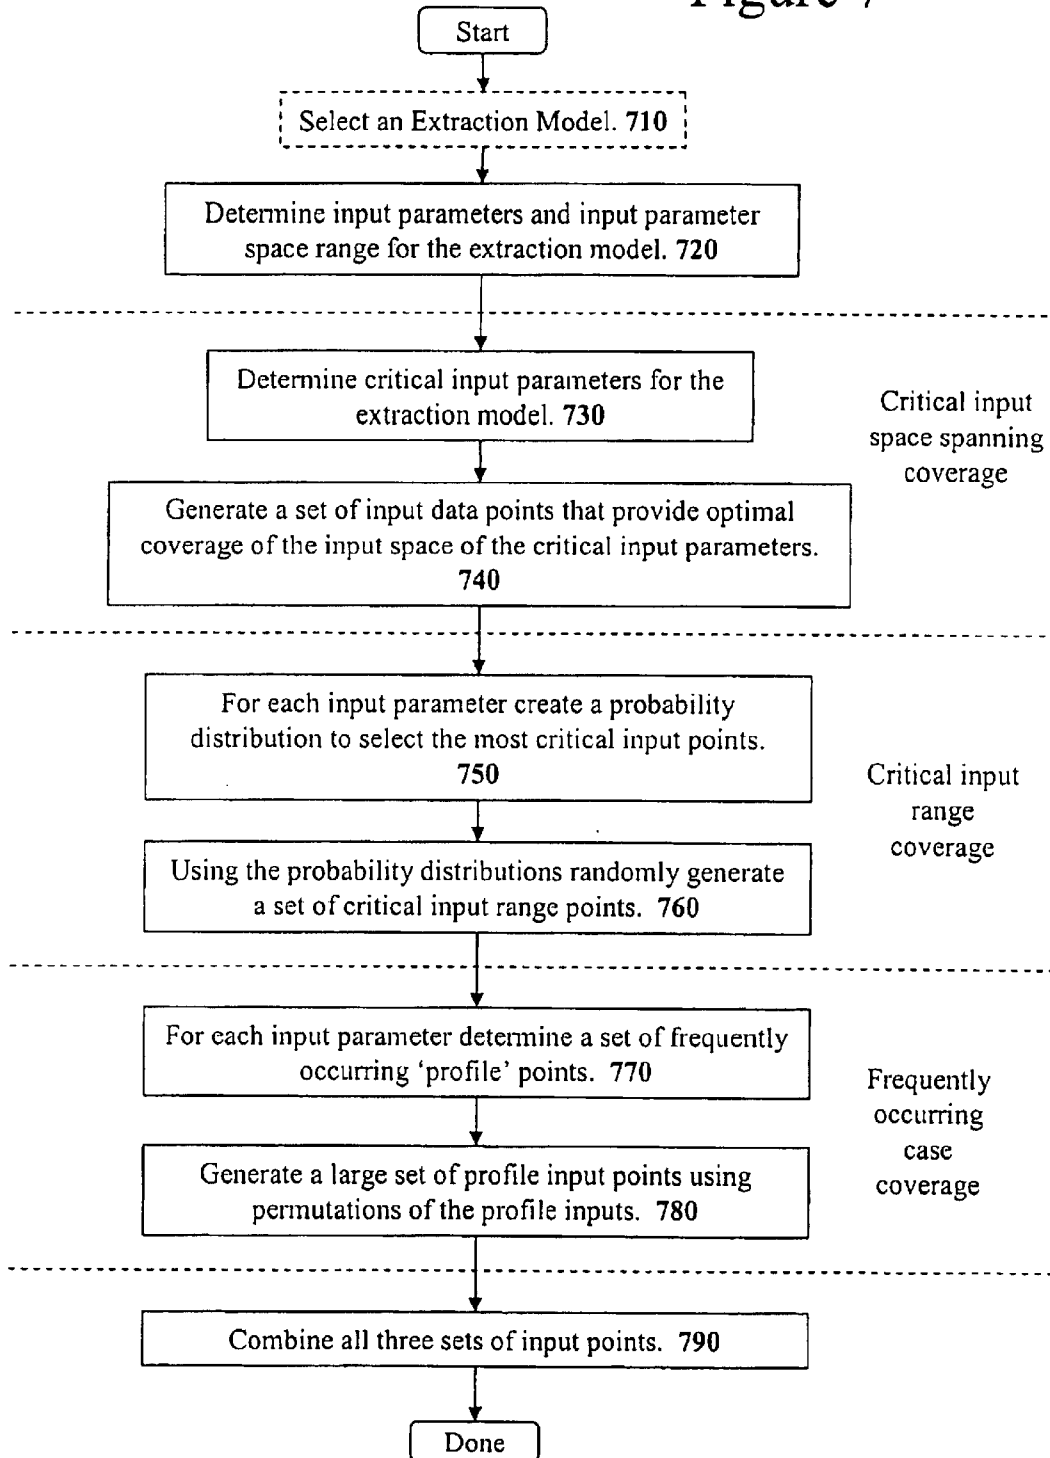 Figure 7
Start
Select an Extraction Model. 710
Determine input parameters and input parameter
space range for the extraction model. 720
Determine critical input parameters for the
extraction model. 730
Critical input
space spanning
coverage
Generate a set of input data points that provide optimal
coverage of the input space of the critical input parameters.
740
For each input parameter create a probability
distribution to select the most critical input points.
750
Critical input
range
coverage
Using the probability distributions randomly generate
a set of critical input range points. 760
For each input parameter determine a set of frequently
occurring ‘profile’ points. 770
Frequently
occurring
case
coverage
Generate a large set of profile input points using
permutations of the profile inputs. 780
Combine all three sets of input points. 790
Done